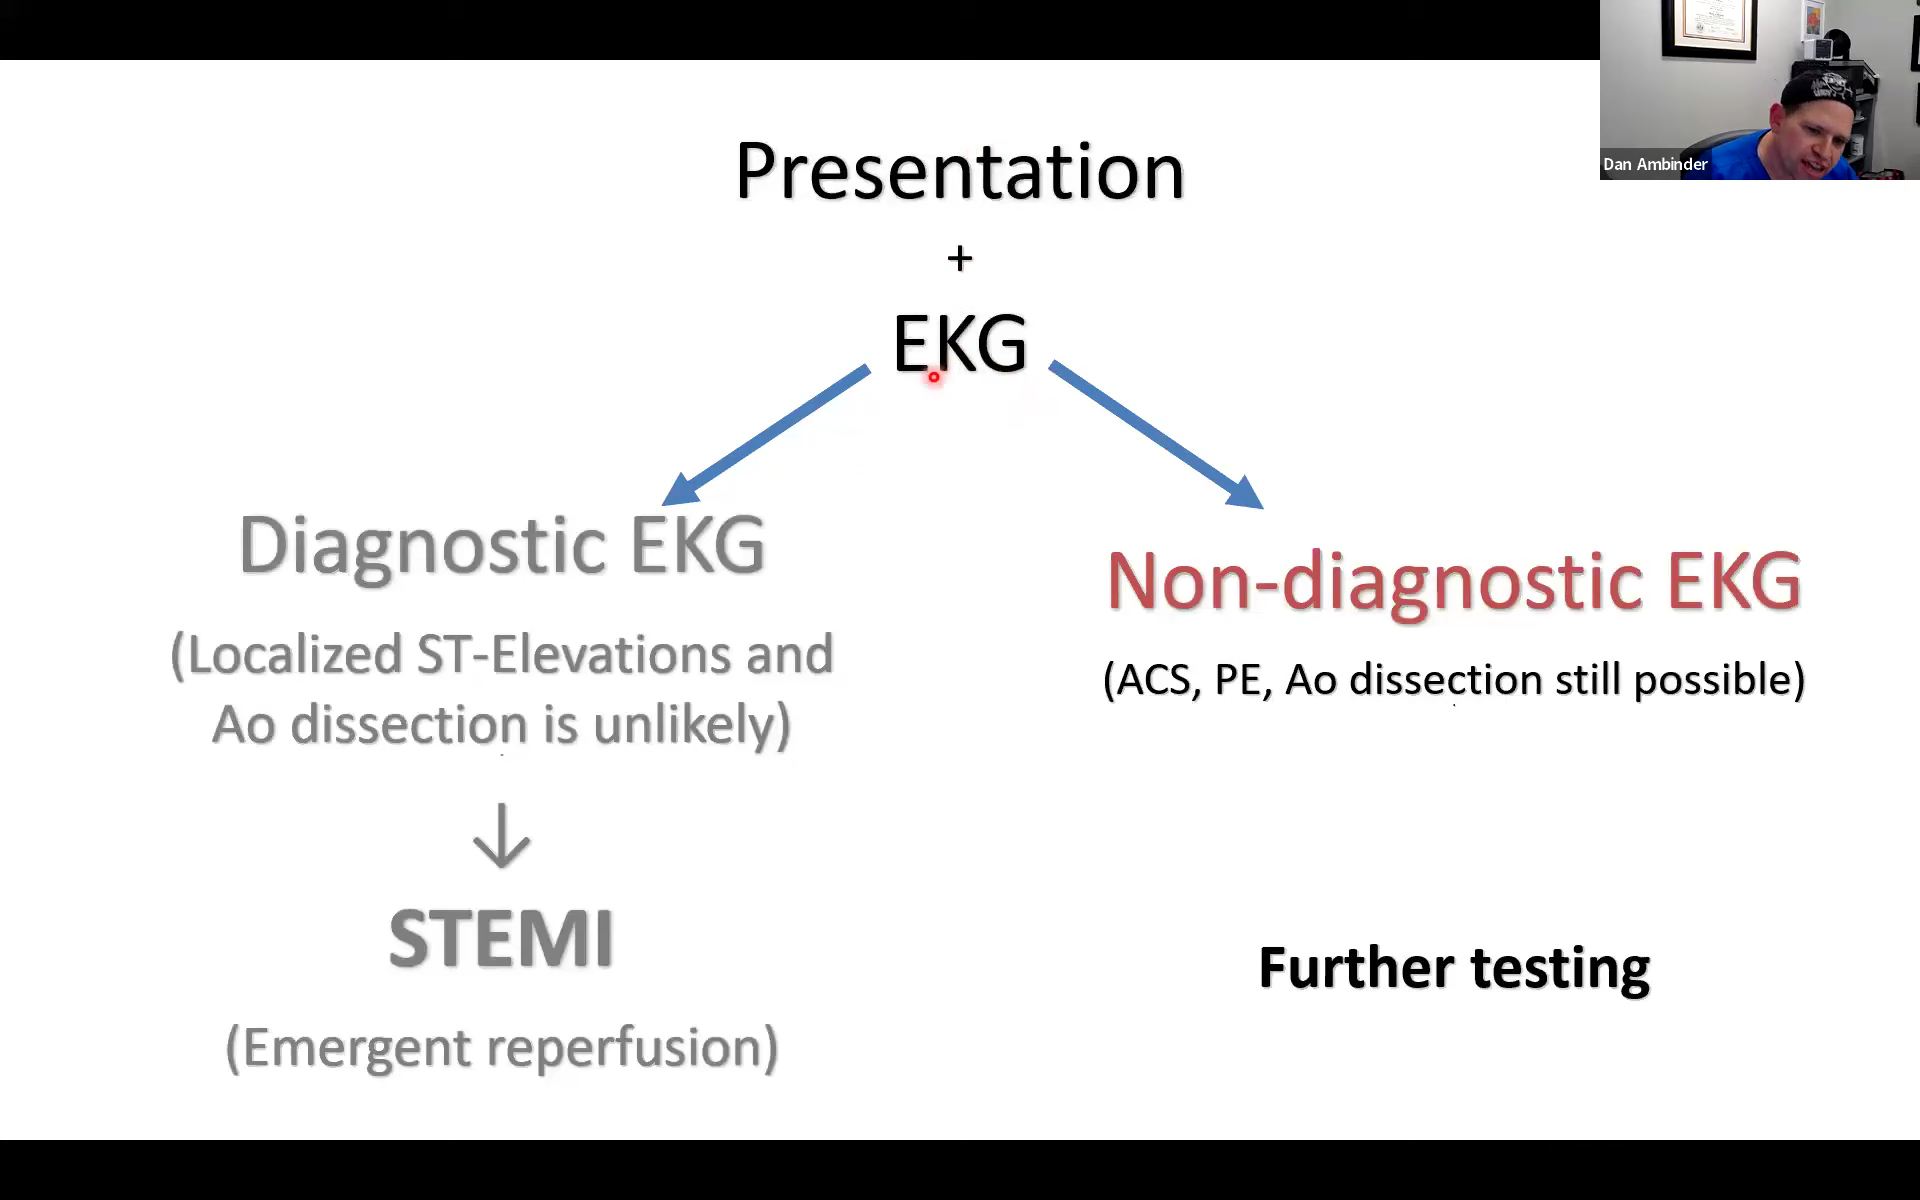 Presentation
+
EKG
Diagnostic EKG
(Localized ST-Elevations and
Ao dissection is unlikely)
↓
STEMI
(Emergent reperfusion)
Non-diagnostic EKG
(ACS, PE, Ao dissection still possible)
Further testing
Dan Ambinder